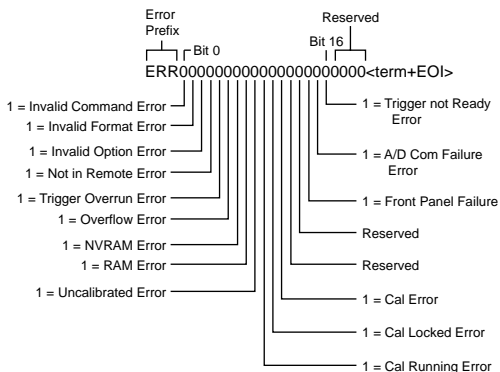 Error
Prefix
Reserved
Bit 0
Bit 16
ERR000000000000000000000<term+EOI>
1 = Invalid Command Error
1 = Invalid Format Error
1 = Invalid Option Error
1 = Not in Remote Error
1 = Trigger Overrun Error
1 = Overflow Error
1 = NVRAM Error
1 = RAM Error
1 = Uncalibrated Error
1 = Trigger not Ready
Error
1 = A/D Com Failure
Error
1 = Front Panel Failure
Reserved
Reserved
1 = Cal Error
1 = Cal Locked Error
1 = Cal Running Error